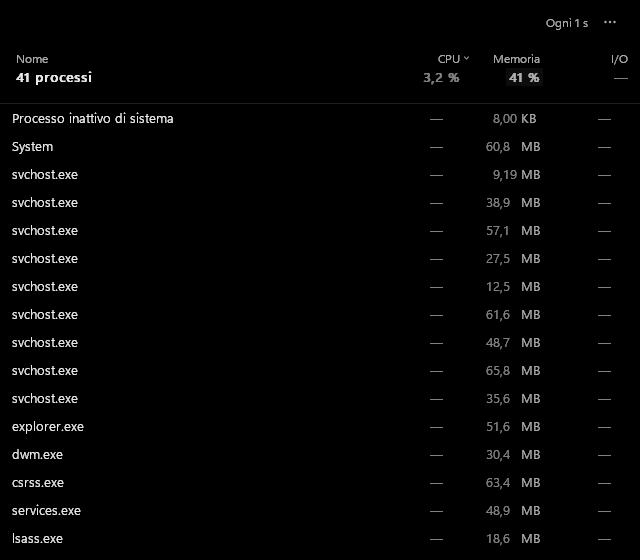 Ogni 1 s ···
Nome CPU Memoria I/O
41 processi 3,2 % 41 % —
Processo inattivo di sistema — 8,00 KB —
System — 60,8 MB —
svchost.exe — 9,19 MB —
svchost.exe — 38,9 MB —
svchost.exe — 57,1 MB —
svchost.exe — 27,5 MB —
svchost.exe — 12,5 MB —
svchost.exe — 61,6 MB —
svchost.exe — 48,7 MB —
svchost.exe — 65,8 MB —
svchost.exe — 35,6 MB —
explorer.exe — 51,6 MB —
dwm.exe — 30,4 MB —
csrss.exe — 63,4 MB —
services.exe — 48,9 MB —
lsass.exe — 18,6 MB —